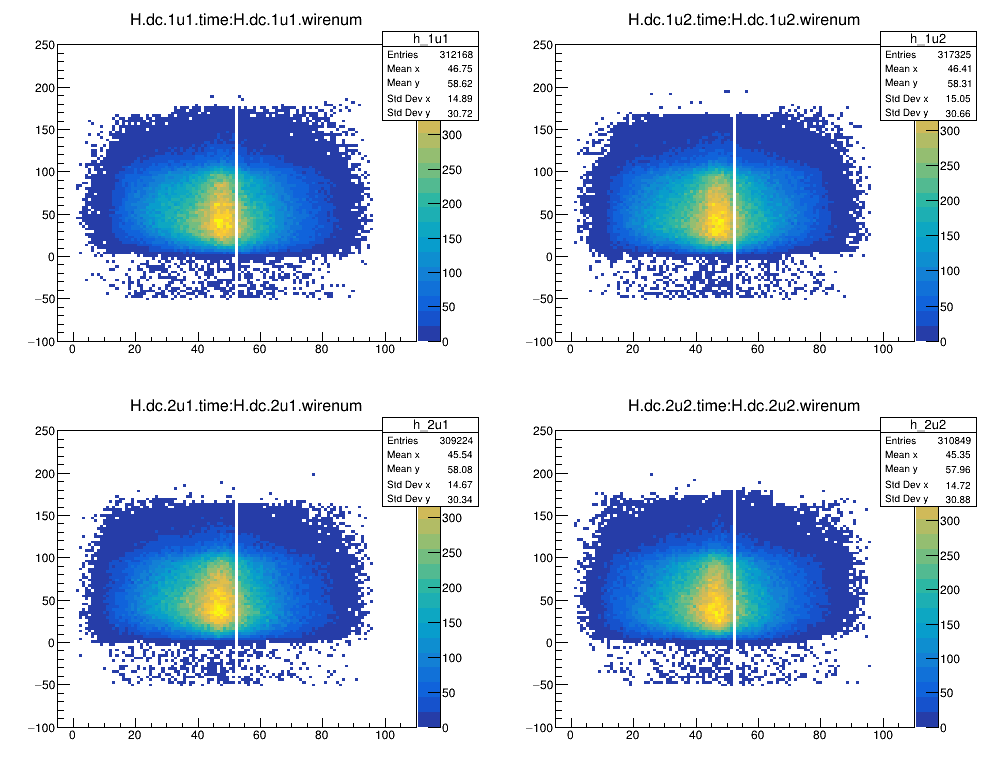 H.dc.1u1.time:H.dc.1u1.wirenum
h_1u1
Entries 312168
Mean x 46.75
Mean y 58.62
Std Dev x 14.89
Std Dev y 30.72
250
200
150
100
50
0
−50
−100
0 20 40 60 80 100
300
250
200
150
100
50
0
H.dc.1u2.time:H.dc.1u2.wirenum
h_1u2
Entries 317325
Mean x 46.41
Mean y 58.31
Std Dev x 15.05
Std Dev y 30.66
250
200
150
100
50
0
−50
−100
0 20 40 60 80 100
300
250
200
150
100
50
0
H.dc.2u1.time:H.dc.2u1.wirenum
h_2u1
Entries 309224
Mean x 45.54
Mean y 58.08
Std Dev x 14.67
Std Dev y 30.34
250
200
150
100
50
0
−50
−100
0 20 40 60 80 100
300
250
200
150
100
50
0
H.dc.2u2.time:H.dc.2u2.wirenum
h_2u2
Entries 310849
Mean x 45.35
Mean y 57.96
Std Dev x 14.72
Std Dev y 30.88
250
200
150
100
50
0
−50
−100
0 20 40 60 80 100
300
250
200
150
100
50
0